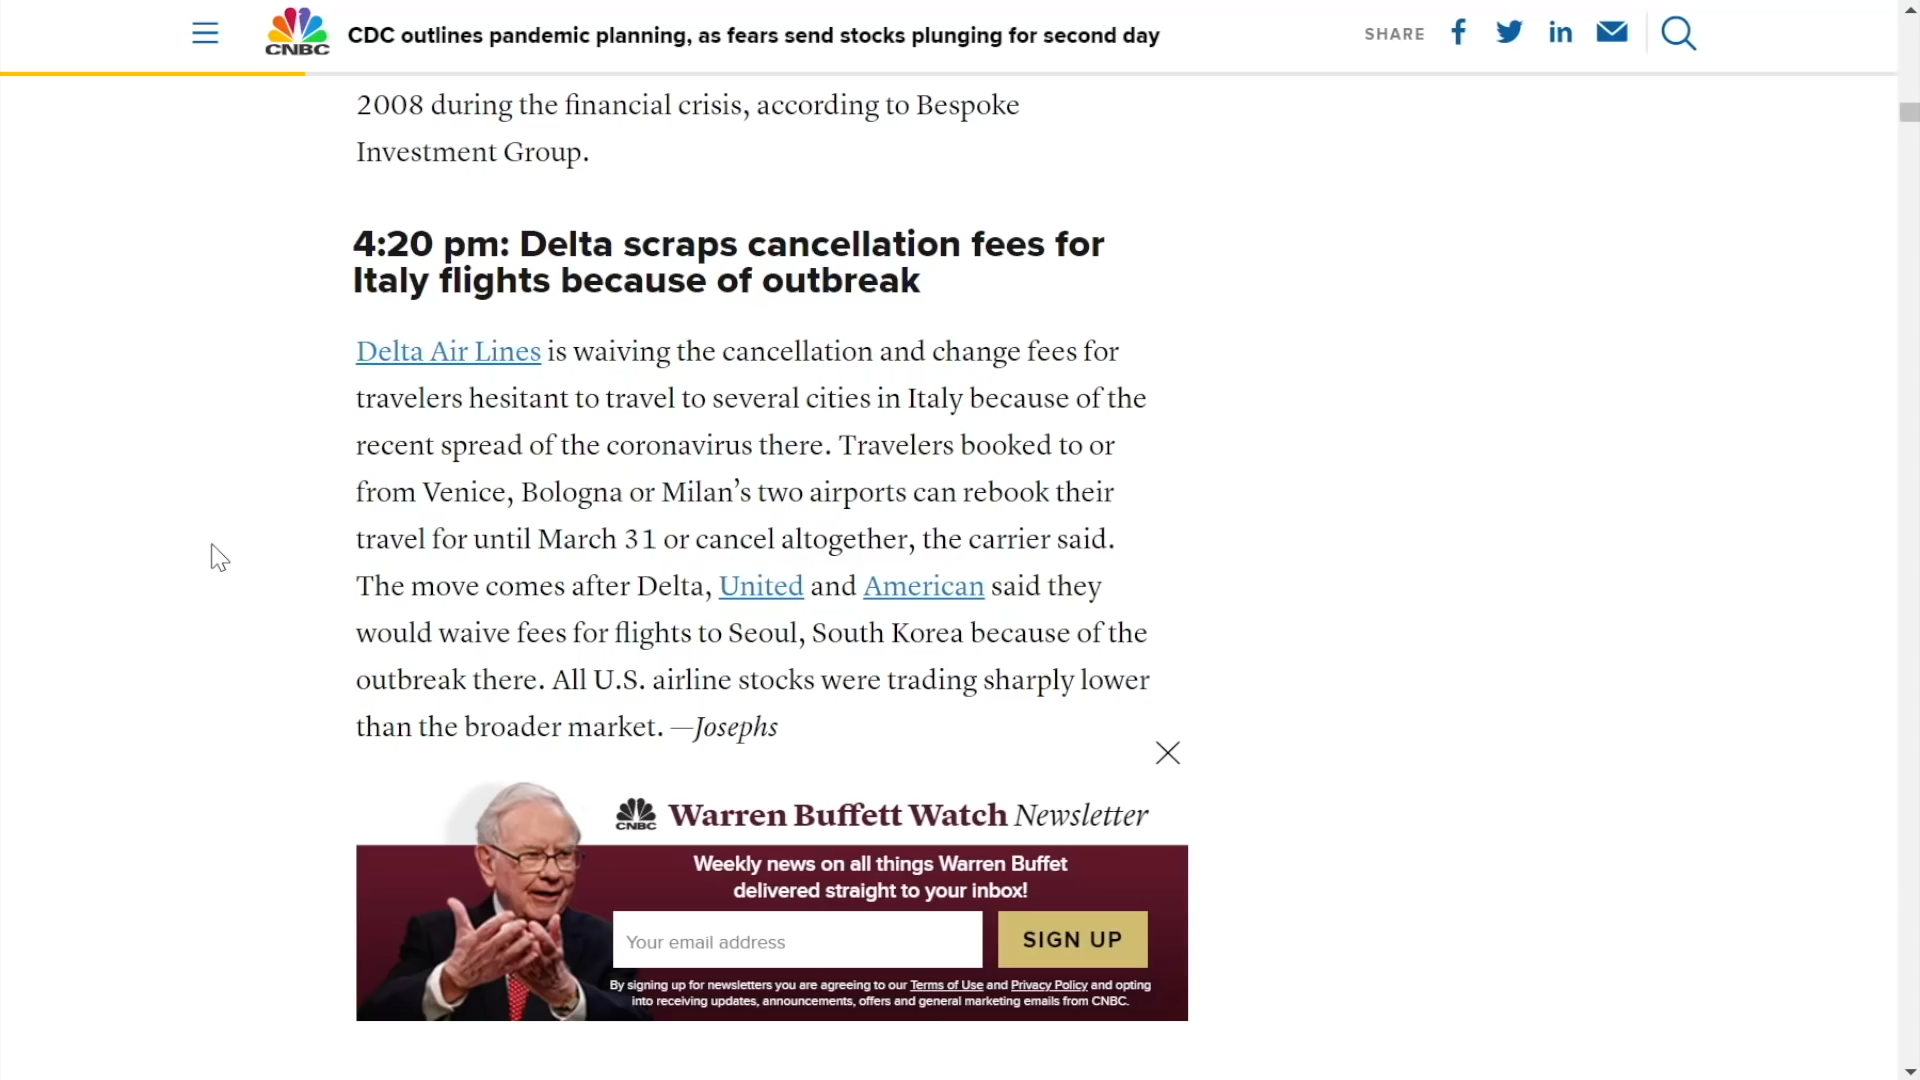 CNBC
CDC outlines pandemic planning, as fears send stocks plunging for second day
SHARE
2008 during the financial crisis, according to Bespoke
Investment Group.
4:20 pm: Delta scraps cancellation fees for
Italy flights because of outbreak
Delta Air Lines is waiving the cancellation and change fees for
travelers hesitant to travel to several cities in Italy because of the
recent spread of the coronavirus there. Travelers booked to or
from Venice, Bologna or Milan’s two airports can rebook their
travel for until March 31 or cancel altogether, the carrier said.
The move comes after Delta, United and American said they
would waive fees for flights to Seoul, South Korea because of the
outbreak there. All U.S. airline stocks were trading sharply lower
than the broader market. —Josephs
CNBC Warren Buffett Watch Newsletter
Weekly news on all things Warren Buffet
delivered straight to your inbox!
Your email address
SIGN UP
By signing up for newsletters you are agreeing to our Terms of Use and Privacy Policy and opting
into receiving updates, announcements, offers and general marketing emails from CNBC.